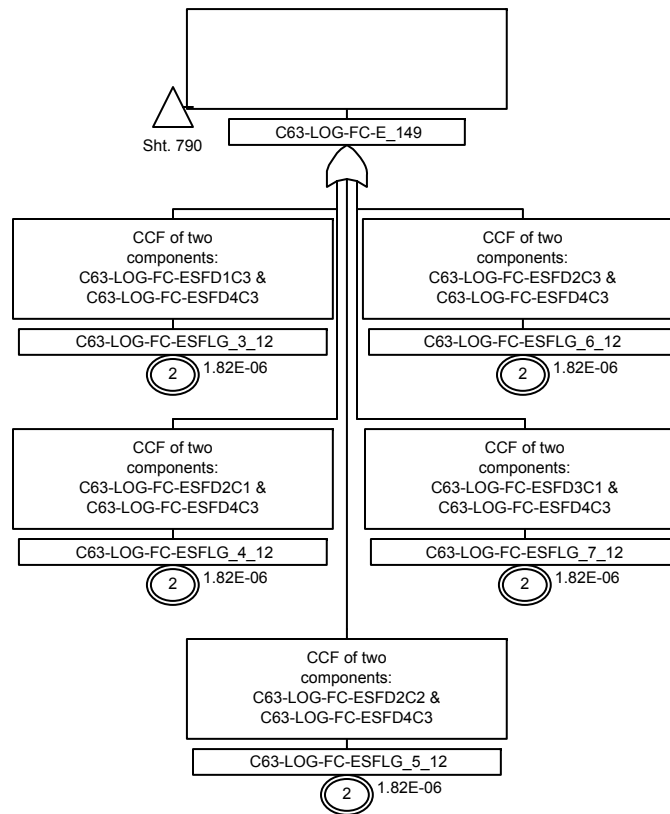 Sht. 790
C63-LOG-FC-E_149
CCF of two
components:
C63-LOG-FC-ESFD1C3 &
C63-LOG-FC-ESFD4C3
C63-LOG-FC-ESFLG_3_12
2
1.82E-06
CCF of two
components:
C63-LOG-FC-ESFD2C3 &
C63-LOG-FC-ESFD4C3
C63-LOG-FC-ESFLG_6_12
2
1.82E-06
CCF of two
components:
C63-LOG-FC-ESFD2C1 &
C63-LOG-FC-ESFD4C3
C63-LOG-FC-ESFLG_4_12
2
1.82E-06
CCF of two
components:
C63-LOG-FC-ESFD3C1 &
C63-LOG-FC-ESFD4C3
C63-LOG-FC-ESFLG_7_12
2
1.82E-06
CCF of two
components:
C63-LOG-FC-ESFD2C2 &
C63-LOG-FC-ESFD4C3
C63-LOG-FC-ESFLG_5_12
2
1.82E-06